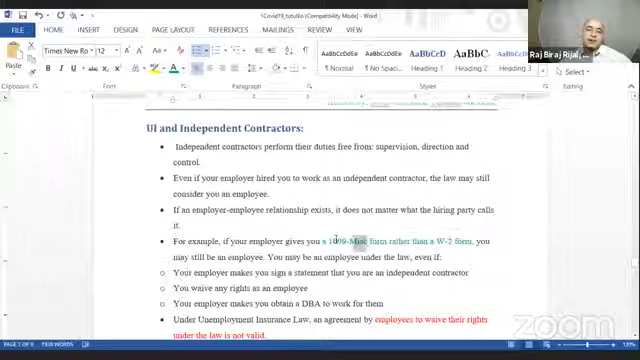 1Covid19_tutulko [Compatibility Mode] - Word
FILE HOME INSERT DESIGN PAGE LAYOUT REFERENCES MAILINGS REVIEW VIEW
Times New Ro 12
Paste
AaBbCcDc AaBbCcDc AaBbCcD AaBbC AaBbCcD
¶ Normal ¶ No Spaci... Heading 1 Heading 2 Heading 3
Select
Clipboard Font Paragraph Styles Editing
Raj Biraj Rijal,
UI and Independent Contractors:
Independent contractors perform their duties free from: supervision, direction and
control.
Even if your employer hired you to work as an independent contractor, the law may still
consider you an employee.
If an employer-employee relationship exists, it does not matter what the hiring party calls
it.
For example, if your employer gives you a 1099-Misc form rather than a W-2 form, you
may still be an employee. You may be an employee under the law, even if:
Your employer makes you sign a statement that you are an independent contractor
You waive any rights as an employee
Your employer makes you obtain a DBA to work for them
Under Unemployment Insurance Law, an agreement by employees to waive their rights
under the law is not valid.
zoom
120%